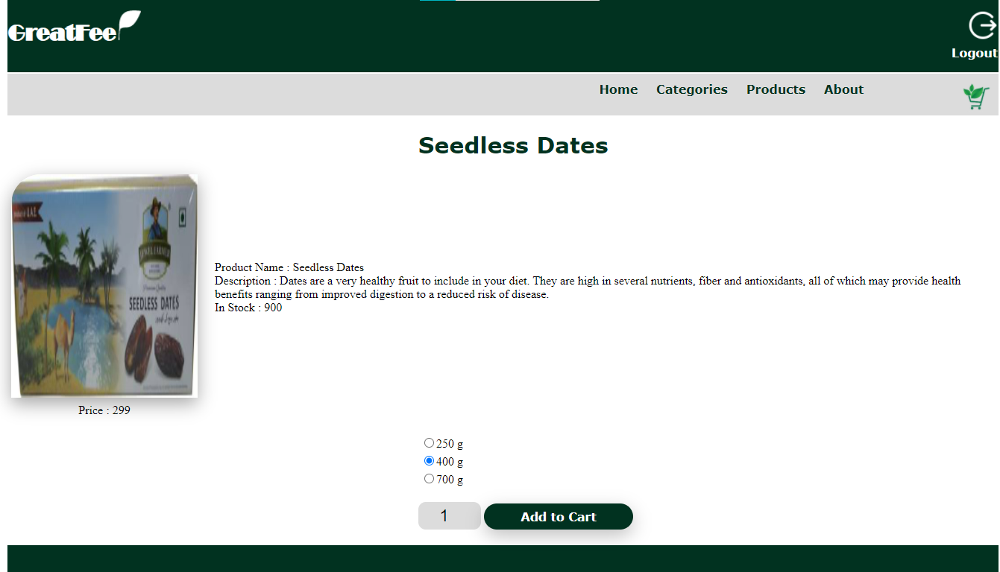 GreatFee
Logout
Home Categories Products About
Seedless Dates
U.A.E
SEEDLESS DATES
Product Name : Seedless Dates
Description : Dates are a very healthy fruit to include in your diet. They are high in several nutrients, fiber and antioxidants, all of which may provide health
benefits ranging from improved digestion to a reduced risk of disease.
In Stock : 900
Price : 299
250 g
400 g
700 g
1 Add to Cart